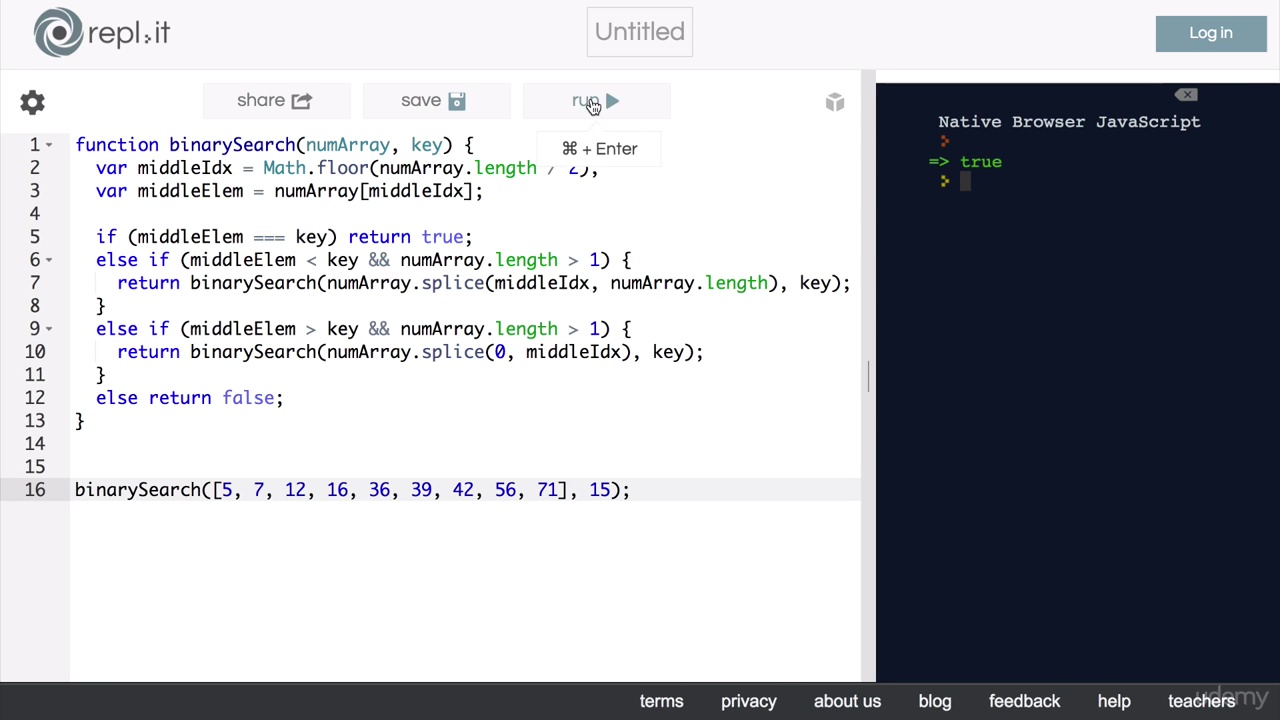 repl.it
Untitled
Log in
share
save
run
⌘ + Enter
1 function binarySearch(numArray, key) {
2   var middleIdx = Math.floor(numArray.length / 2);
3   var middleElem = numArray[middleIdx];
4
5   if (middleElem === key) return true;
6   else if (middleElem < key && numArray.length > 1) {
7     return binarySearch(numArray.splice(middleIdx, numArray.length), key);
8   }
9   else if (middleElem > key && numArray.length > 1) {
10     return binarySearch(numArray.splice(0, middleIdx), key);
11   }
12   else return false;
13 }
14
15
16 binarySearch([5, 7, 12, 16, 36, 39, 42, 56, 71], 15);
Native Browser JavaScript
=> true
terms
privacy
about us
blog
feedback
help
teachers
udemy